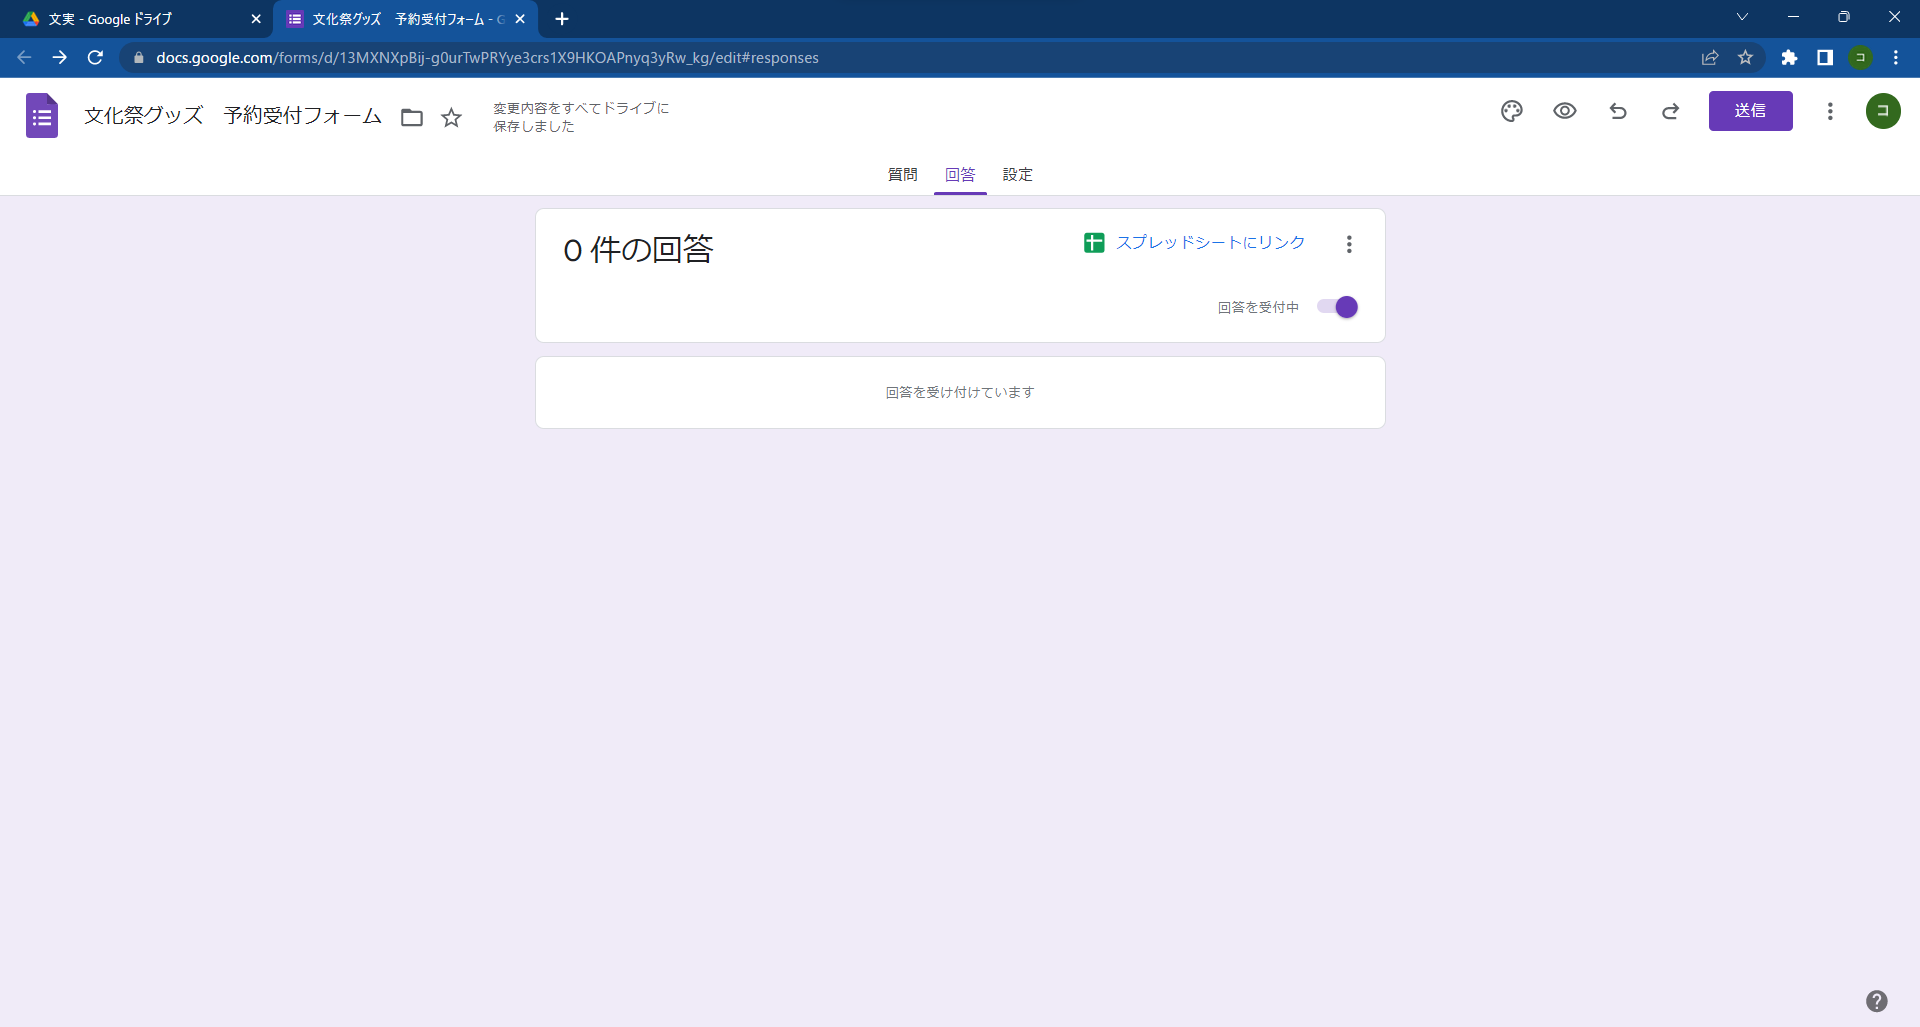 文実 - Google ドライブ
文化祭グッズ　予約受付フォーム - G
docs.google.com/forms/d/13MXNXpBij-g0urTwPRYye3crs1X9HKOAPnyq3yRw_kg/edit#responses
コ
文化祭グッズ　予約受付フォーム
変更内容をすべてドライブに
保存しました
送信
コ
質問
回答
設定
0 件の回答
スプレッドシートにリンク
回答を受付中
回答を受け付けています